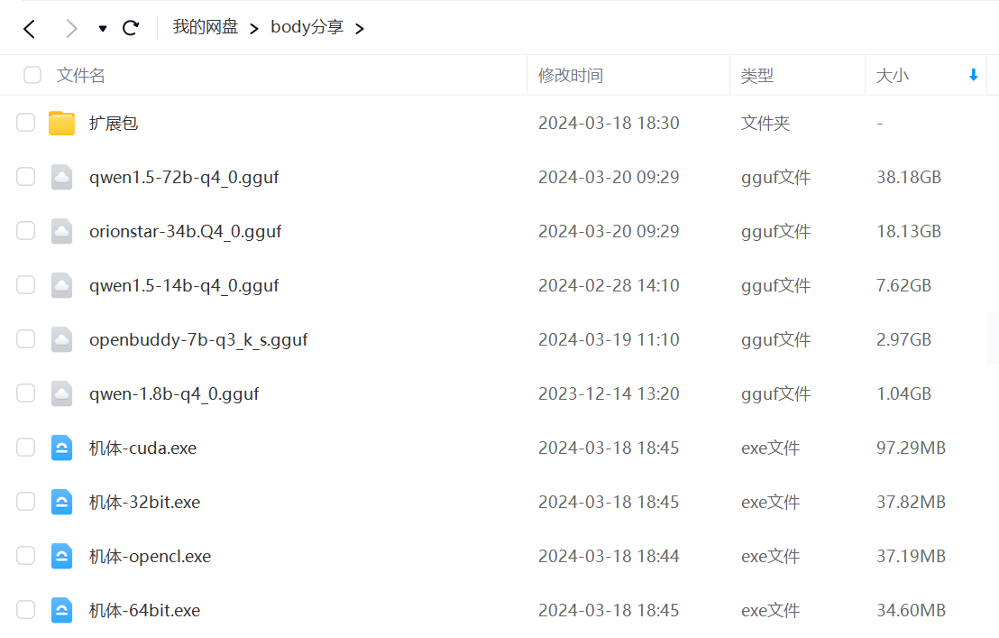 我的网盘 body分享
文件名 修改时间 类型 大小
扩展包 2024-03-18 18:30 文件夹 -
qwen1.5-72b-q4_0.gguf 2024-03-20 09:29 gguf文件 38.18GB
orionstar-34b.Q4_0.gguf 2024-03-20 09:29 gguf文件 18.13GB
qwen1.5-14b-q4_0.gguf 2024-02-28 14:10 gguf文件 7.62GB
openbuddy-7b-q3_k_s.gguf 2024-03-19 11:10 gguf文件 2.97GB
qwen-1.8b-q4_0.gguf 2023-12-14 13:20 gguf文件 1.04GB
机体-cuda.exe 2024-03-18 18:45 exe文件 97.29MB
机体-32bit.exe 2024-03-18 18:45 exe文件 37.82MB
机体-opencl.exe 2024-03-18 18:44 exe文件 37.19MB
机体-64bit.exe 2024-03-18 18:45 exe文件 34.60MB